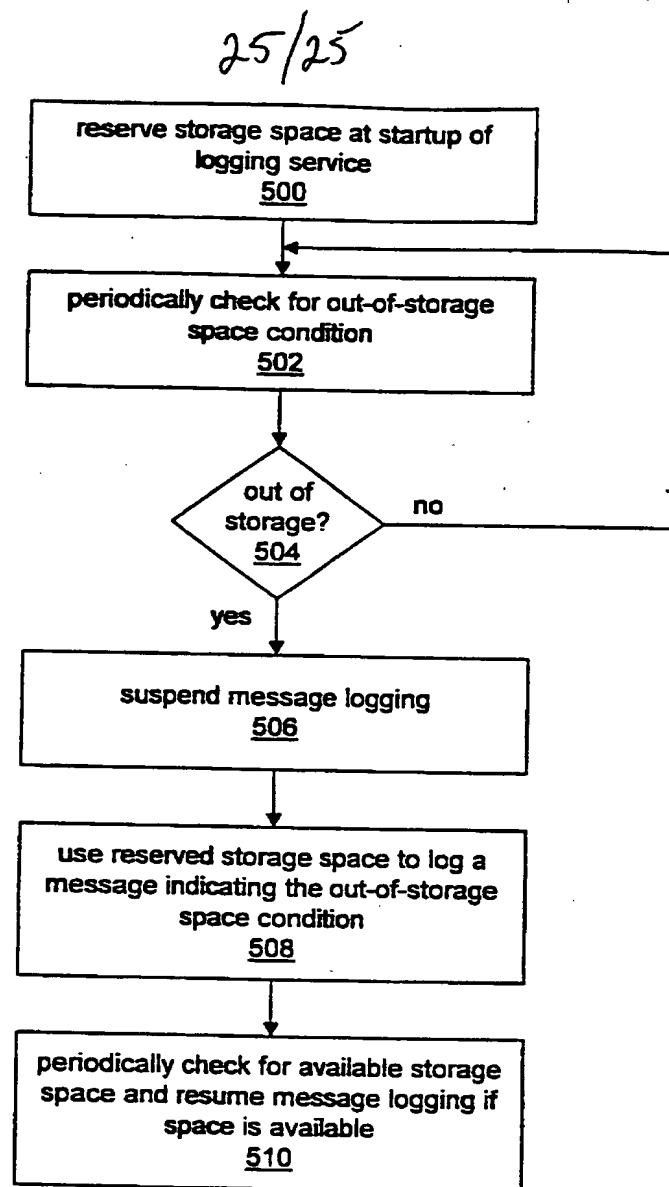 25/25
reserve storage space at startup of
logging service
500
periodically check for out-of-storage
space condition
502
out of
storage?
504
no
yes
suspend message logging
506
use reserved storage space to log a
message indicating the out-of-storage
space condition
508
periodically check for available storage
space and resume message logging if
space is available
510